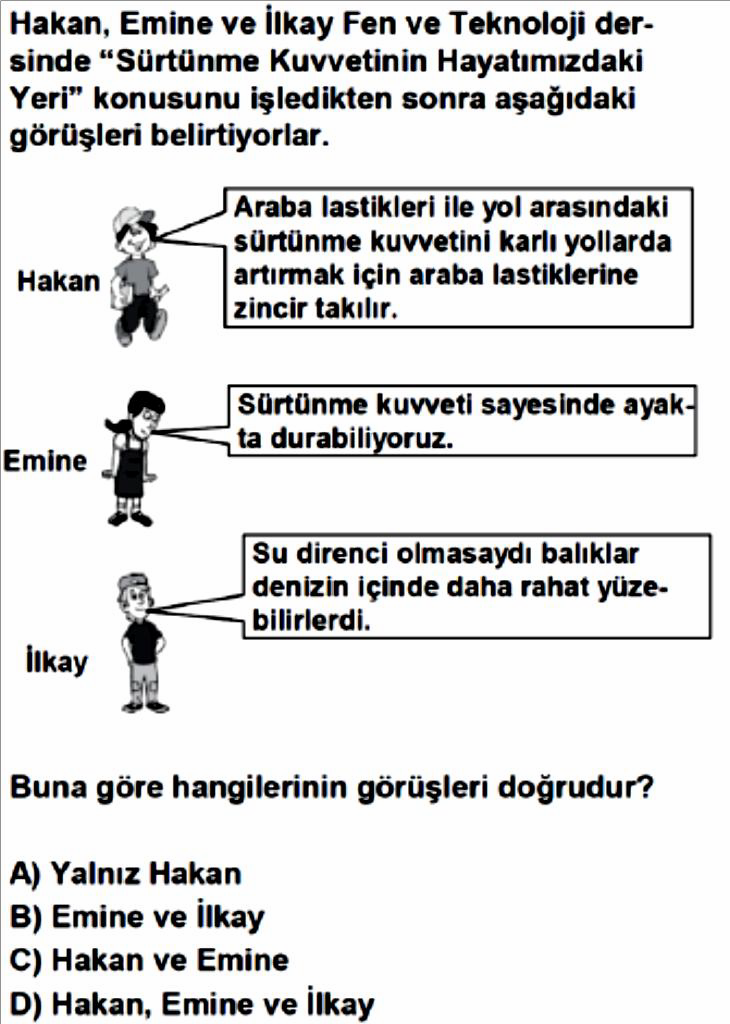 Hakan, Emine ve İlkay Fen ve Teknoloji der-
sinde “Sürtünme Kuvvetinin Hayatımızdaki
Yeri” konusunu işledikten sonra aşağıdaki
görüşleri belirtiyorlar.
Hakan
Araba lastikleri ile yol arasındaki
sürtünme kuvvetini karlı yollarda
artırmak için araba lastiklerine
zincir takılır.
Emine
Sürtünme kuvveti sayesinde ayak-
ta durabiliyoruz.
İlkay
Su direnci olmasaydı balıklar
denizin içinde daha rahat yüze-
bilirlerdi.
Buna göre hangilerinin görüşleri doğrudur?
A) Yalnız Hakan
B) Emine ve İlkay
C) Hakan ve Emine
D) Hakan, Emine ve İlkay